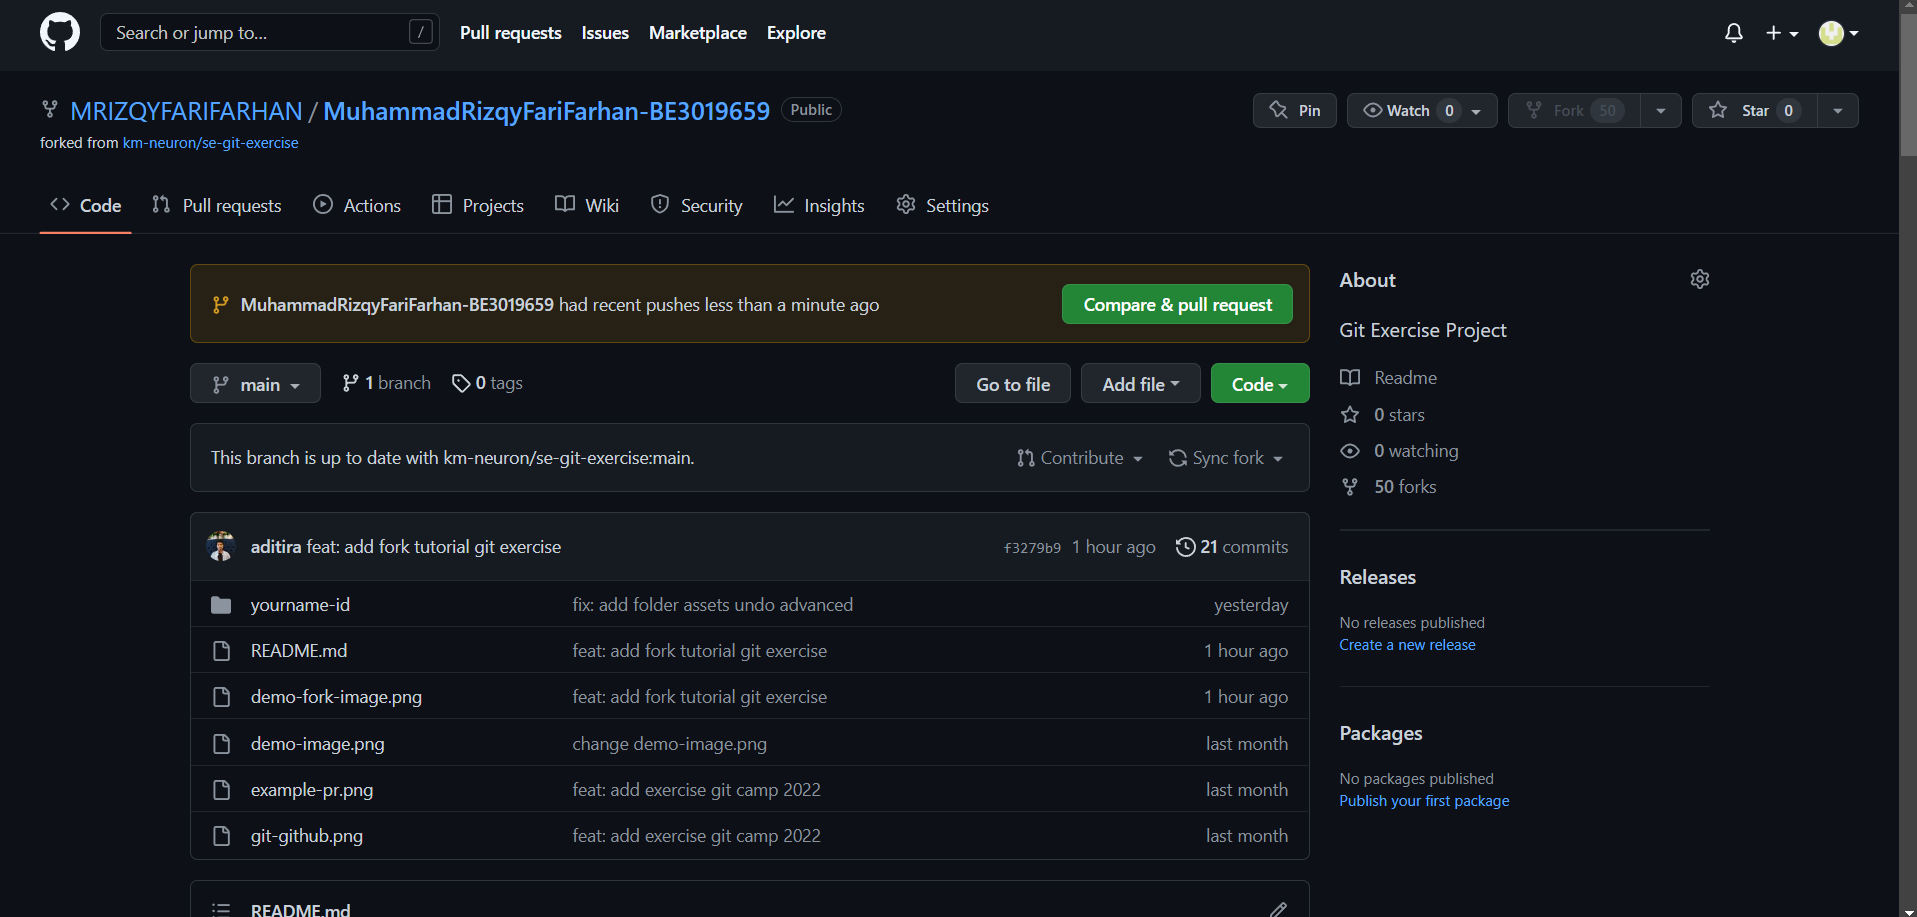 Search or jump to... /
Pull requests Issues Marketplace Explore
MRIZQYFARIFARHAN / MuhammadRizqyFariFarhan-BE3019659 Public
Pin Watch 0 Fork 50 Star 0
forked from km-neuron/se-git-exercise
Code Pull requests Actions Projects Wiki Security Insights Settings
MuhammadRizqyFariFarhan-BE3019659 had recent pushes less than a minute ago Compare & pull request
main 1 branch 0 tags Go to file Add file Code
This branch is up to date with km-neuron/se-git-exercise:main. Contribute Sync fork
aditira feat: add fork tutorial git exercise f3279b9 1 hour ago 21 commits
yourname-id fix: add folder assets undo advanced yesterday
README.md feat: add fork tutorial git exercise 1 hour ago
demo-fork-image.png feat: add fork tutorial git exercise 1 hour ago
demo-image.png change demo-image.png last month
example-pr.png feat: add exercise git camp 2022 last month
git-github.png feat: add exercise git camp 2022 last month
README.md
About
Git Exercise Project
Readme
0 stars
0 watching
50 forks
Releases
No releases published
Create a new release
Packages
No packages published
Publish your first package